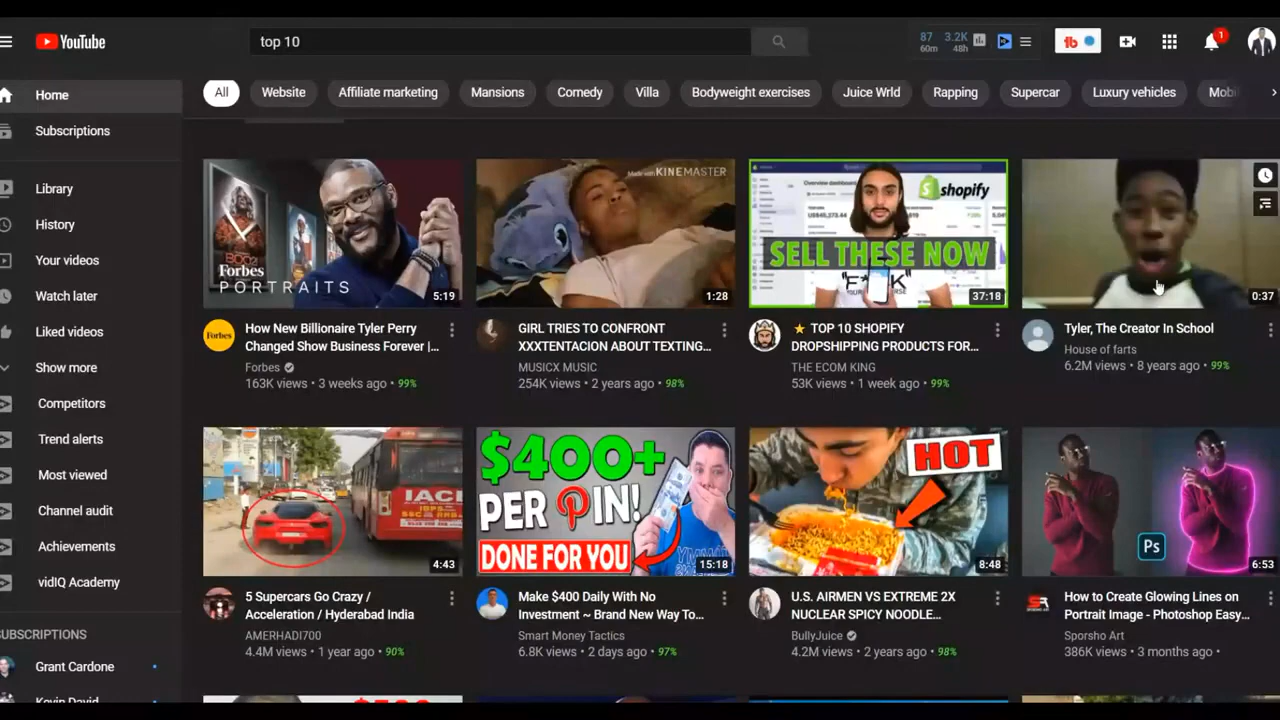 YouTube
top 10
87
60m
3.2K
48h
tb
1
Home
Subscriptions
Library
History
Your videos
Watch later
Liked videos
Show more
Competitors
Trend alerts
Most viewed
Channel audit
Achievements
vidIQ Academy
SUBSCRIPTIONS
Grant Cardone
Kevin David
All
Website
Affiliate marketing
Mansions
Comedy
Villa
Bodyweight exercises
Juice Wrld
Rapping
Supercar
Luxury vehicles
Forbes
PORTRAITS
5:19
Forbes
How New Billionaire Tyler Perry
Changed Show Business Forever |...
Forbes
163K views • 3 weeks ago • 99%
Made with KINEMASTER
1:28
GIRL TRIES TO CONFRONT
XXXTENTACION ABOUT TEXTING...
MUSICX MUSIC
254K views • 2 years ago • 98%
Overview dashboard
shopify
SELL THESE NOW
"F***K"
37:18
★ TOP 10 SHOPIFY
DROPSHIPPING PRODUCTS FOR...
THE ECOM KING
53K views • 1 week ago • 99%
0:37
Tyler, The Creator In School
House of farts
6.2M views • 8 years ago • 99%
IACE
4:43
5 Supercars Go Crazy /
Acceleration / Hyderabad India
AMERHADI700
4.4M views • 1 year ago • 90%
$400+
PER PIN!
DONE FOR YOU
15:18
Make $400 Daily With No
Investment ~ Brand New Way To...
Smart Money Tactics
6.8K views • 2 days ago • 97%
HOT
8:48
U.S. AIRMEN VS EXTREME 2X
NUCLEAR SPICY NOODLE...
BullyJuice
4.2M views • 2 years ago • 98%
Ps
6:53
How to Create Glowing Lines on
Portrait Image - Photoshop Easy...
Sporsho Art
386K views • 3 months ago •